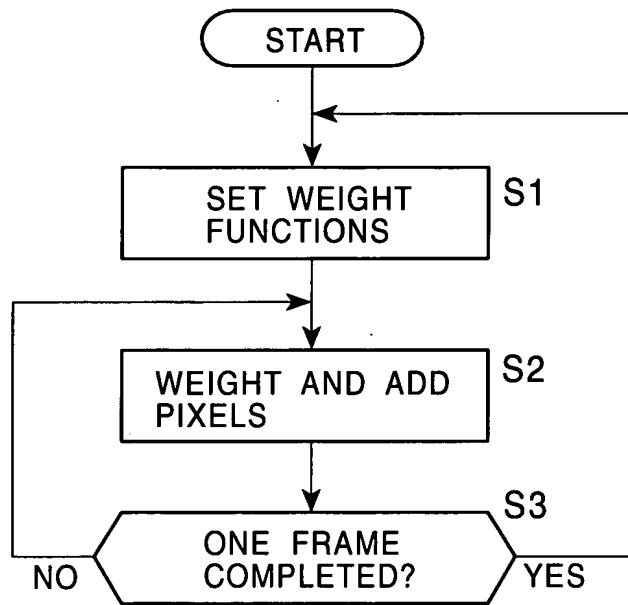 START
SET WEIGHT
FUNCTIONS
S1
WEIGHT AND ADD
PIXELS
S2
ONE FRAME
COMPLETED?
S3
NO
YES